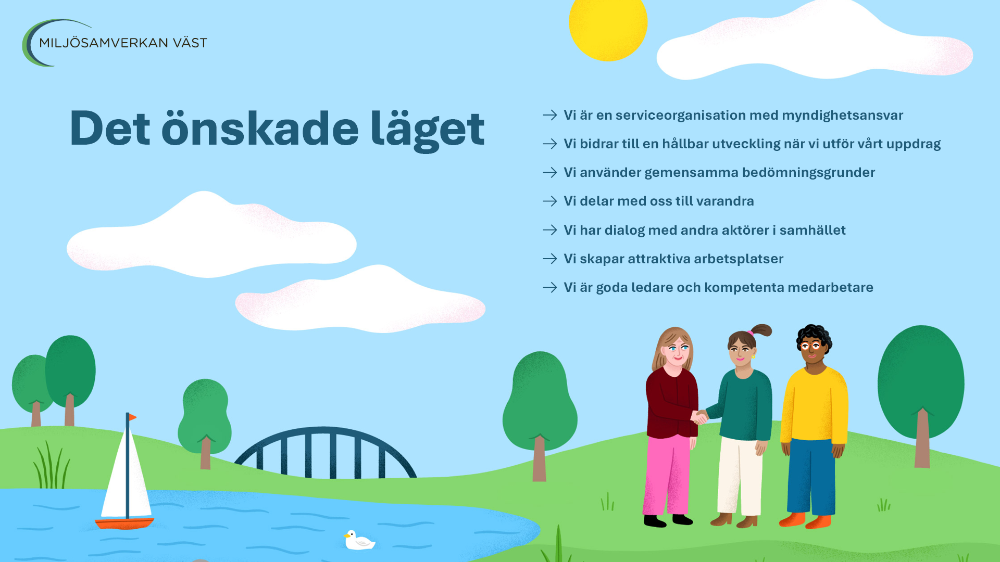 MILJÖSAMVERKAN VÄST
Det önskade läget
→ Vi är en serviceorganisation med myndighetsansvar
→ Vi bidrar till en hållbar utveckling när vi utför vårt uppdrag
→ Vi använder gemensamma bedömningsgrunder
→ Vi delar med oss till varandra
→ Vi har dialog med andra aktörer i samhället
→ Vi skapar attraktiva arbetsplatser
→ Vi är goda ledare och kompetenta medarbetare